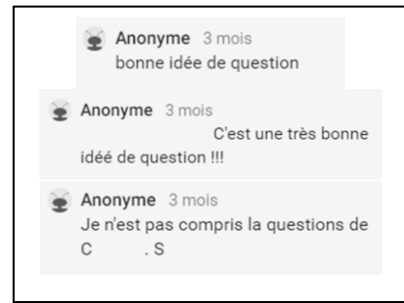 Anonyme 3 mois
bonne idée de question
Anonyme 3 mois
C'est une très bonne
idéé de question !!!
Anonyme 3 mois
Je n'est pas compris la questions de
C . S